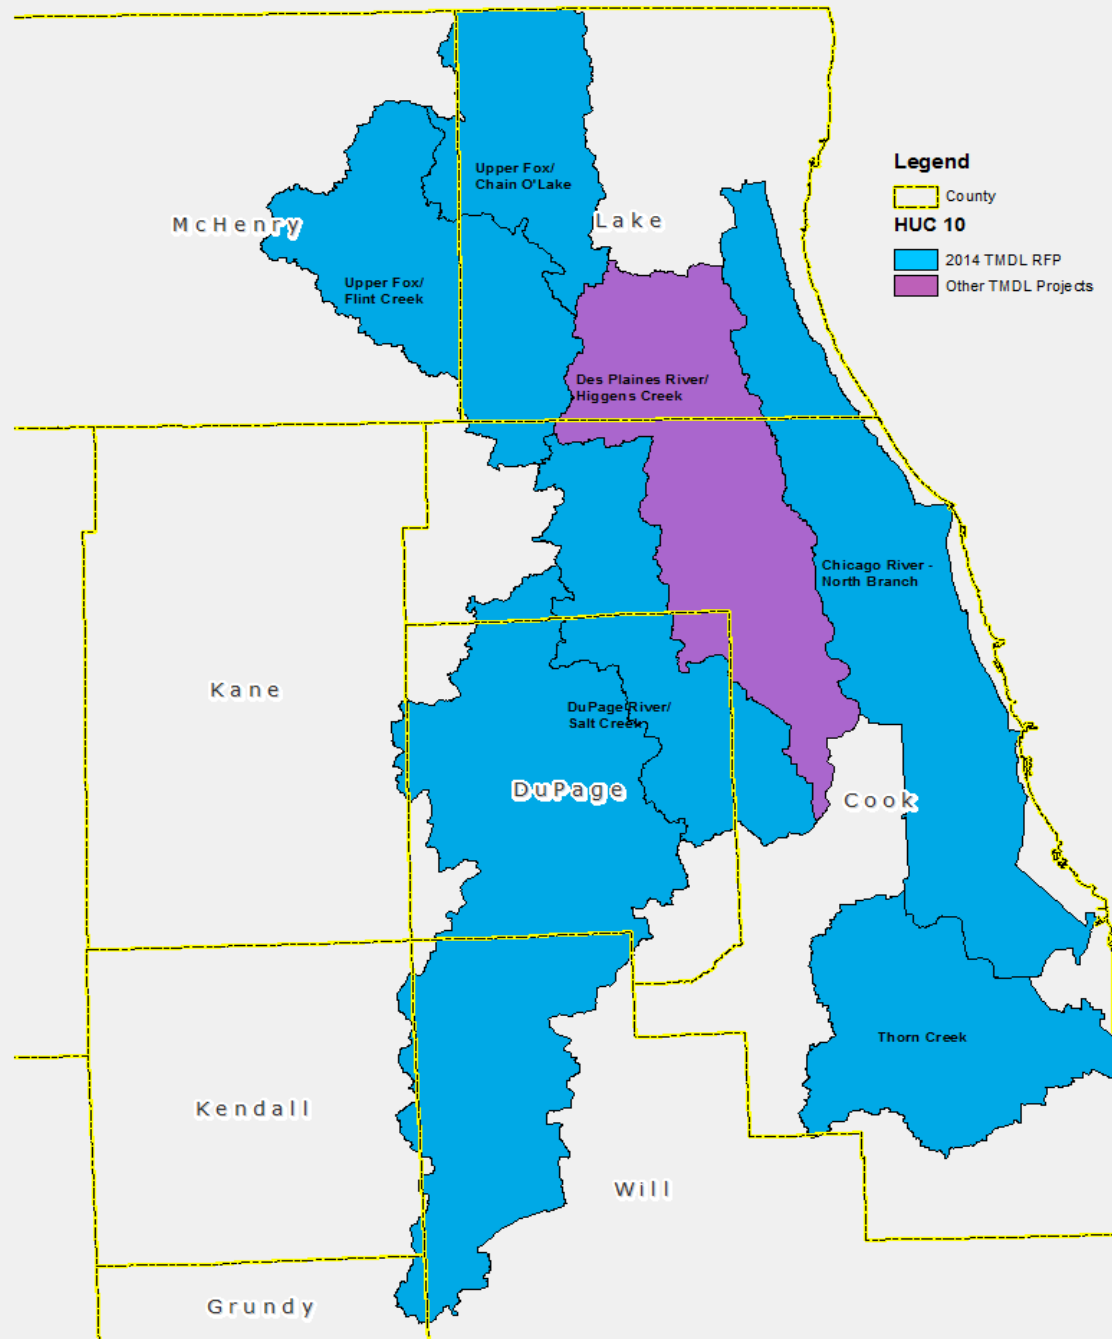 Upper Fox/
Chain O'Lake
Legend
County
HUC 10
2014 TMDL RFP
Other TMDL Projects
McHenry
Lake
Upper Fox/
Flint Creek
Des Plaines River/
Higgens Creek
Chicago River -
North Branch
Kane
DuPage River/
Salt Creek
DuPage
Cook
Thorn Creek
Kendall
Will
Grundy